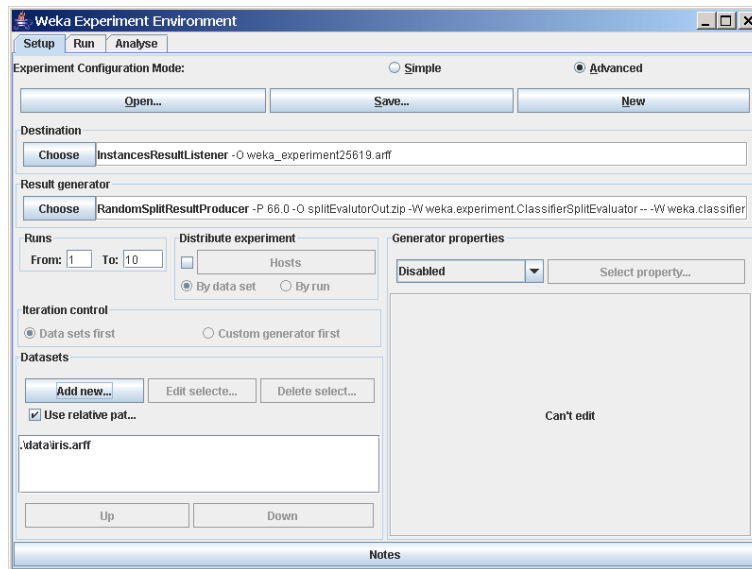 Weka Experiment Environment
Setup Run Analyse
Experiment Configuration Mode: Simple Advanced
Open... Save... New
Destination
Choose InstancesResultListener -O weka_experiment25619.arff
Result generator
Choose RandomSplitResultProducer -P 66.0 -O splitEvalutorOut.zip -W weka.experiment.ClassifierSplitEvaluator -- -W weka.classifier
Runs
From: 1 To: 10
Distribute experiment
Hosts
By data set By run
Generator properties
Disabled Select property...
Can't edit
Iteration control
Data sets first Custom generator first
Datasets
Add new... Edit selecte... Delete select...
Use relative pat...
.\data\iris.arff
Up Down
Notes